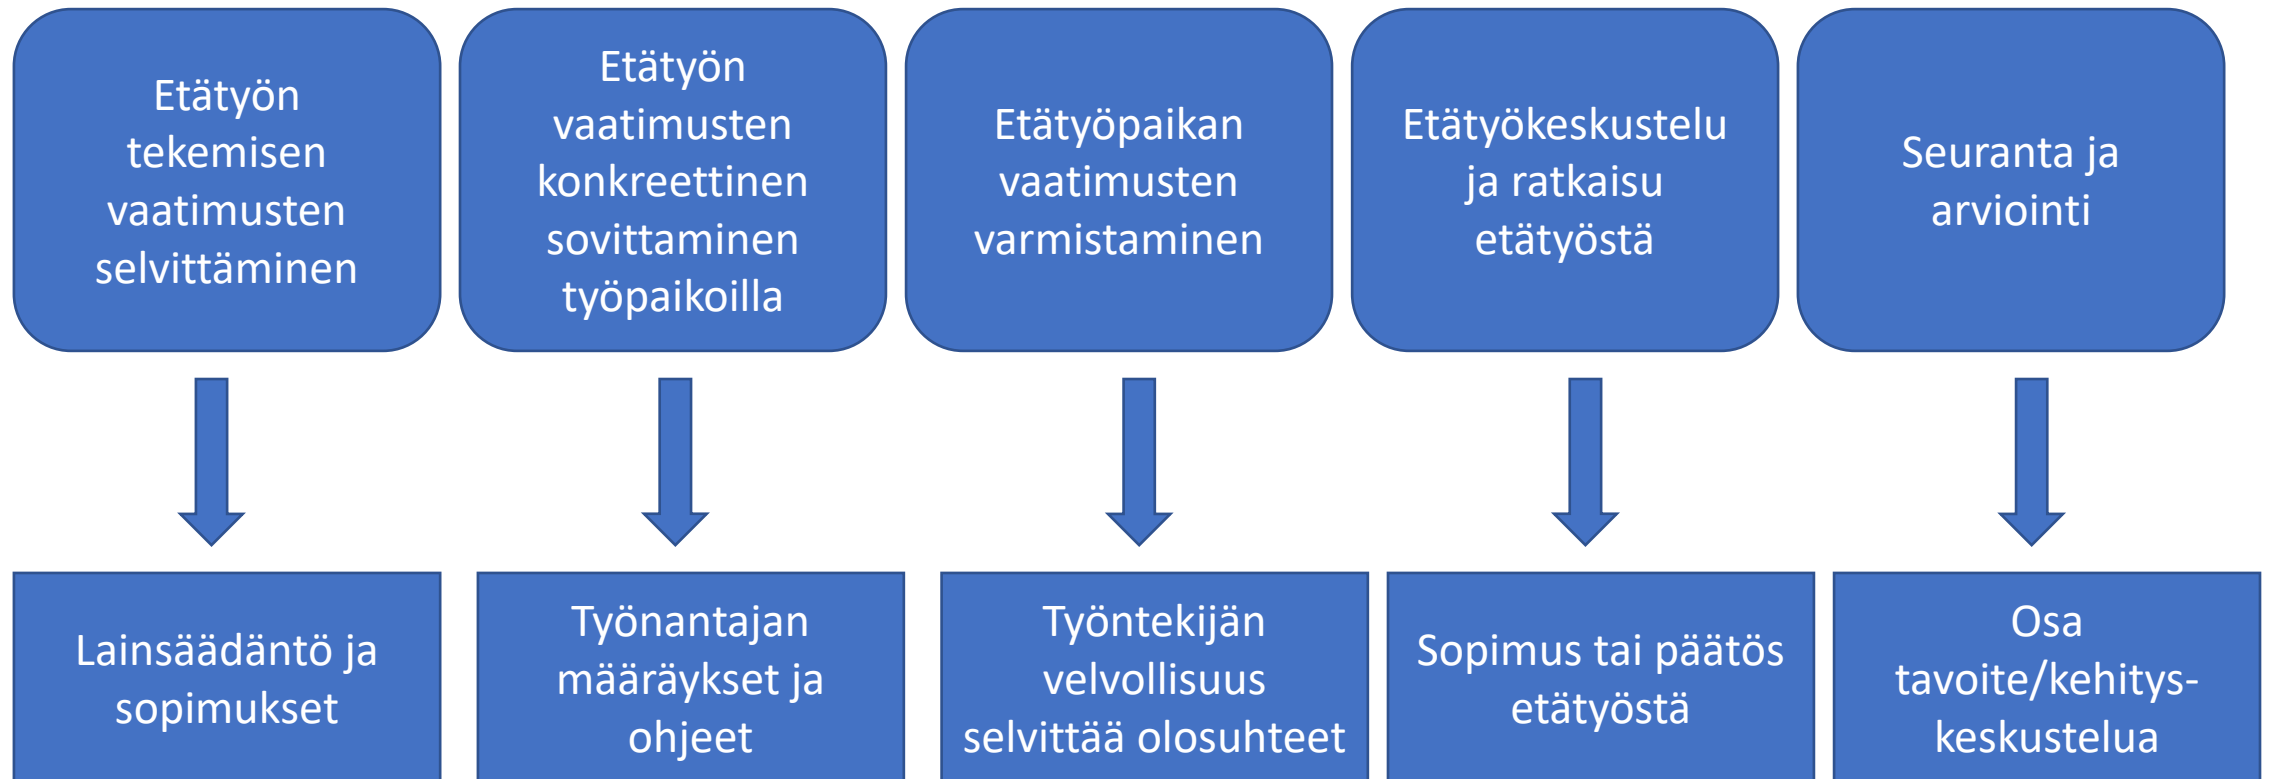 Etätyön
tekemisen
vaatimusten
selvittäminen
Etätyön
vaatimusten
konkreettinen
sovittaminen
työpaikoilla
Etätyöpaikan
vaatimusten
varmistaminen
Etätyökeskustelu
ja ratkaisu
etätyöstä
Seuranta ja
arviointi
Lainsäädäntö ja
sopimukset
Työnantajan
määräykset ja
ohjeet
Työntekijän
velvollisuus
selvittää olosuhteet
Sopimus tai päätös
etätyöstä
Osa
tavoite/kehitys-
keskustelua